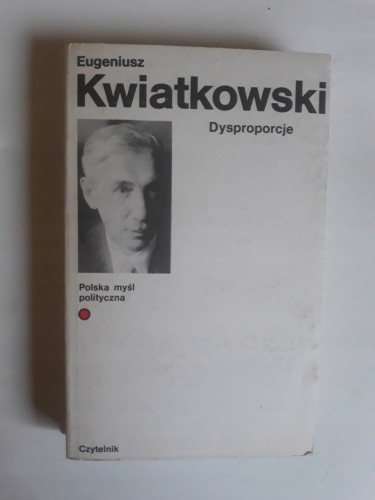 Eugeniusz
Kwiatkowski
Dysproporcje
Polska myśl
polityczna
Czytelnik